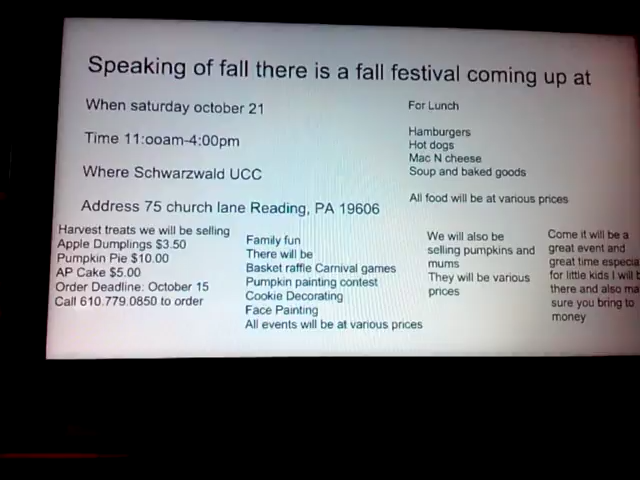 Speaking of fall there is a fall festival coming up at
When saturday october 21
Time 11:ooam-4:00pm
Where Schwarzwald UCC
Address 75 church lane Reading, PA 19606
For Lunch
Hamburgers
Hot dogs
Mac N cheese
Soup and baked goods
All food will be at various prices
Harvest treats we will be selling
Apple Dumplings $3.50
Pumpkin Pie $10.00
AP Cake $5.00
Order Deadline: October 15
Call 610.779.0850 to order
Family fun
There will be
Basket raffle Carnival games
Pumpkin painting contest
Cookie Decorating
Face Painting
All events will be at various prices
We will also be
selling pumpkins and
mums
They will be various
prices
Come it will be a
great event and
great time especia
for little kids I will b
there and also ma
sure you bring to
money